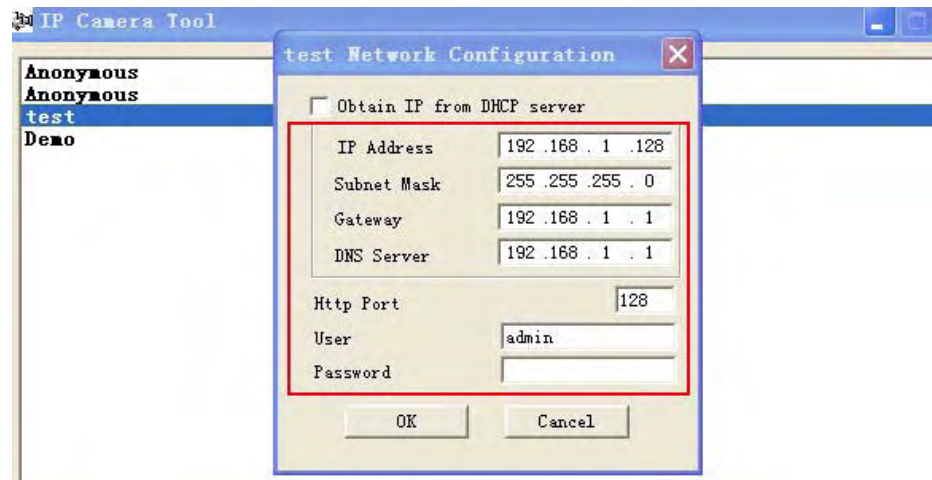 IP Camera Tool
Anonymous
Anonymous
test
Demo
test Network Configuration
Obtain IP from DHCP server
IP Address 192 .168 . 1 .128
Subnet Mask 255 .255 .255 . 0
Gateway 192 .168 . 1 . 1
DNS Server 192 .168 . 1 . 1
Http Port 128
User admin
Password
OK Cancel